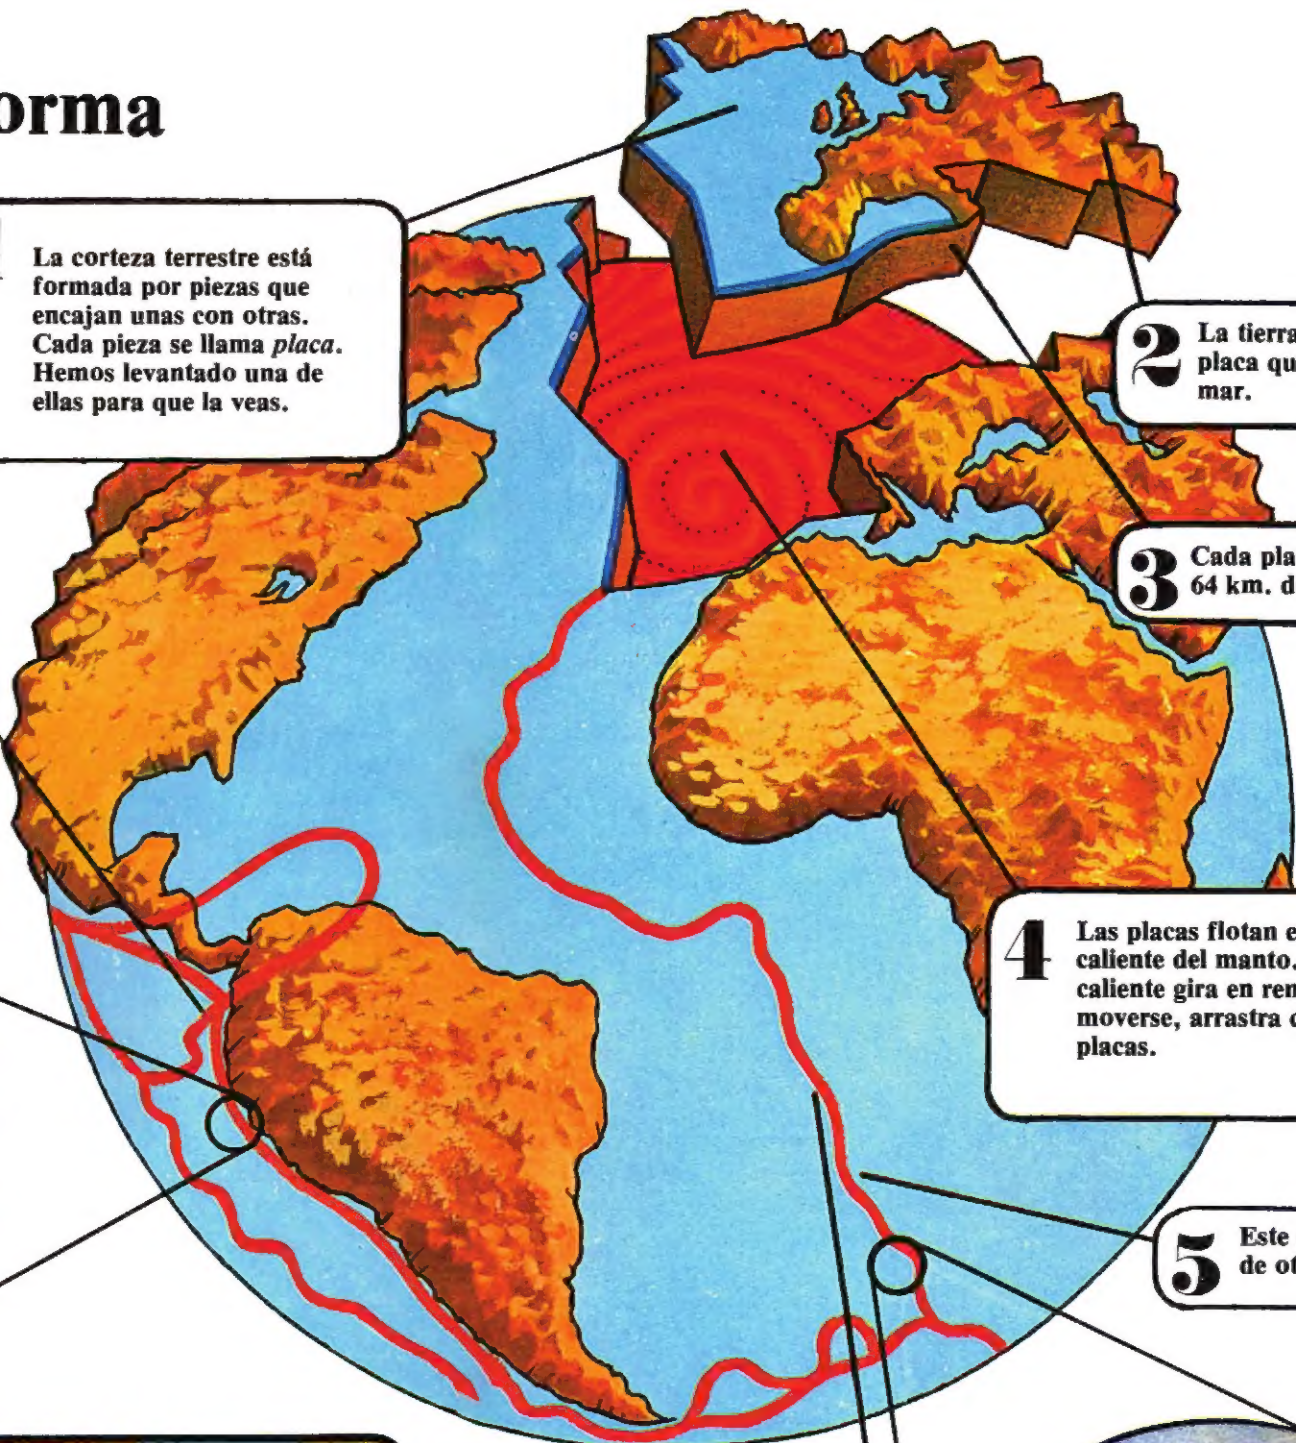 orma
La corteza terrestre está
formada por piezas que
encajan unas con otras.
Cada pieza se llama placa.
Hemos levantado una de
ellas para que la veas.
2 La tierra
placa qu
mar.
3 Cada pla
64 km. d
4 Las placas flotan e
caliente del manto.
caliente gira en rem
moverse, arrastra c
placas.
5 Este
de ot